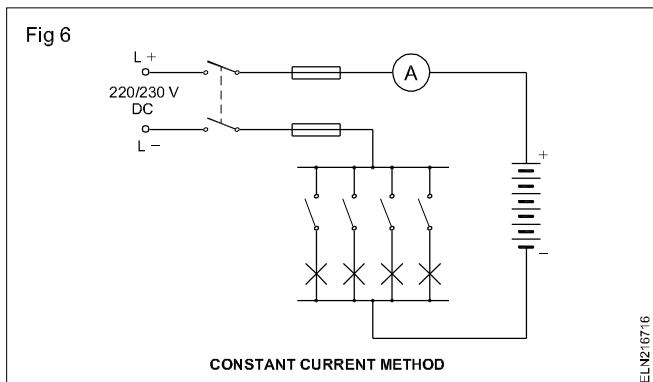 Fig 6
L +
220/230 V
DC
L –
A
+
–
CONSTANT CURRENT METHOD
ELN216716